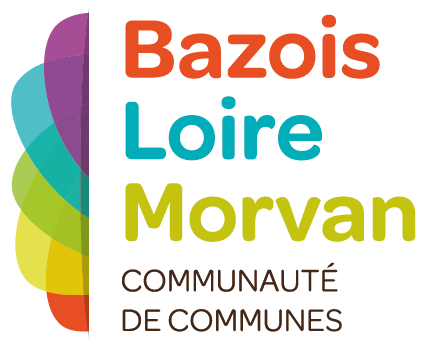 Bazois
Loire
Morvan
COMMUNAUTÉ
DE COMMUNES